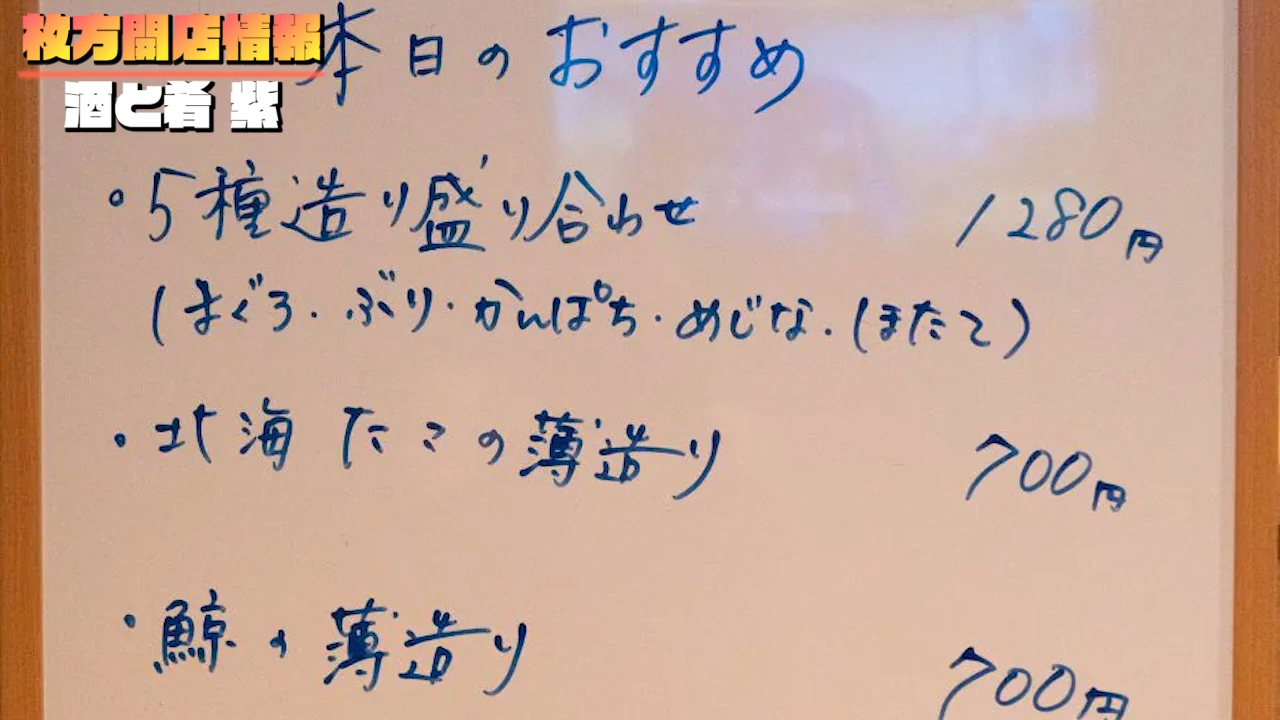 枚方開店情報
酒と肴 紫
本日のおすすめ
・5種造り盛り合わせ 1280円
(まぐろ・ぶり・かんぱち・めじな・(ほたて)
・北海たこの薄造り 700円
・鯨の薄造り 700円